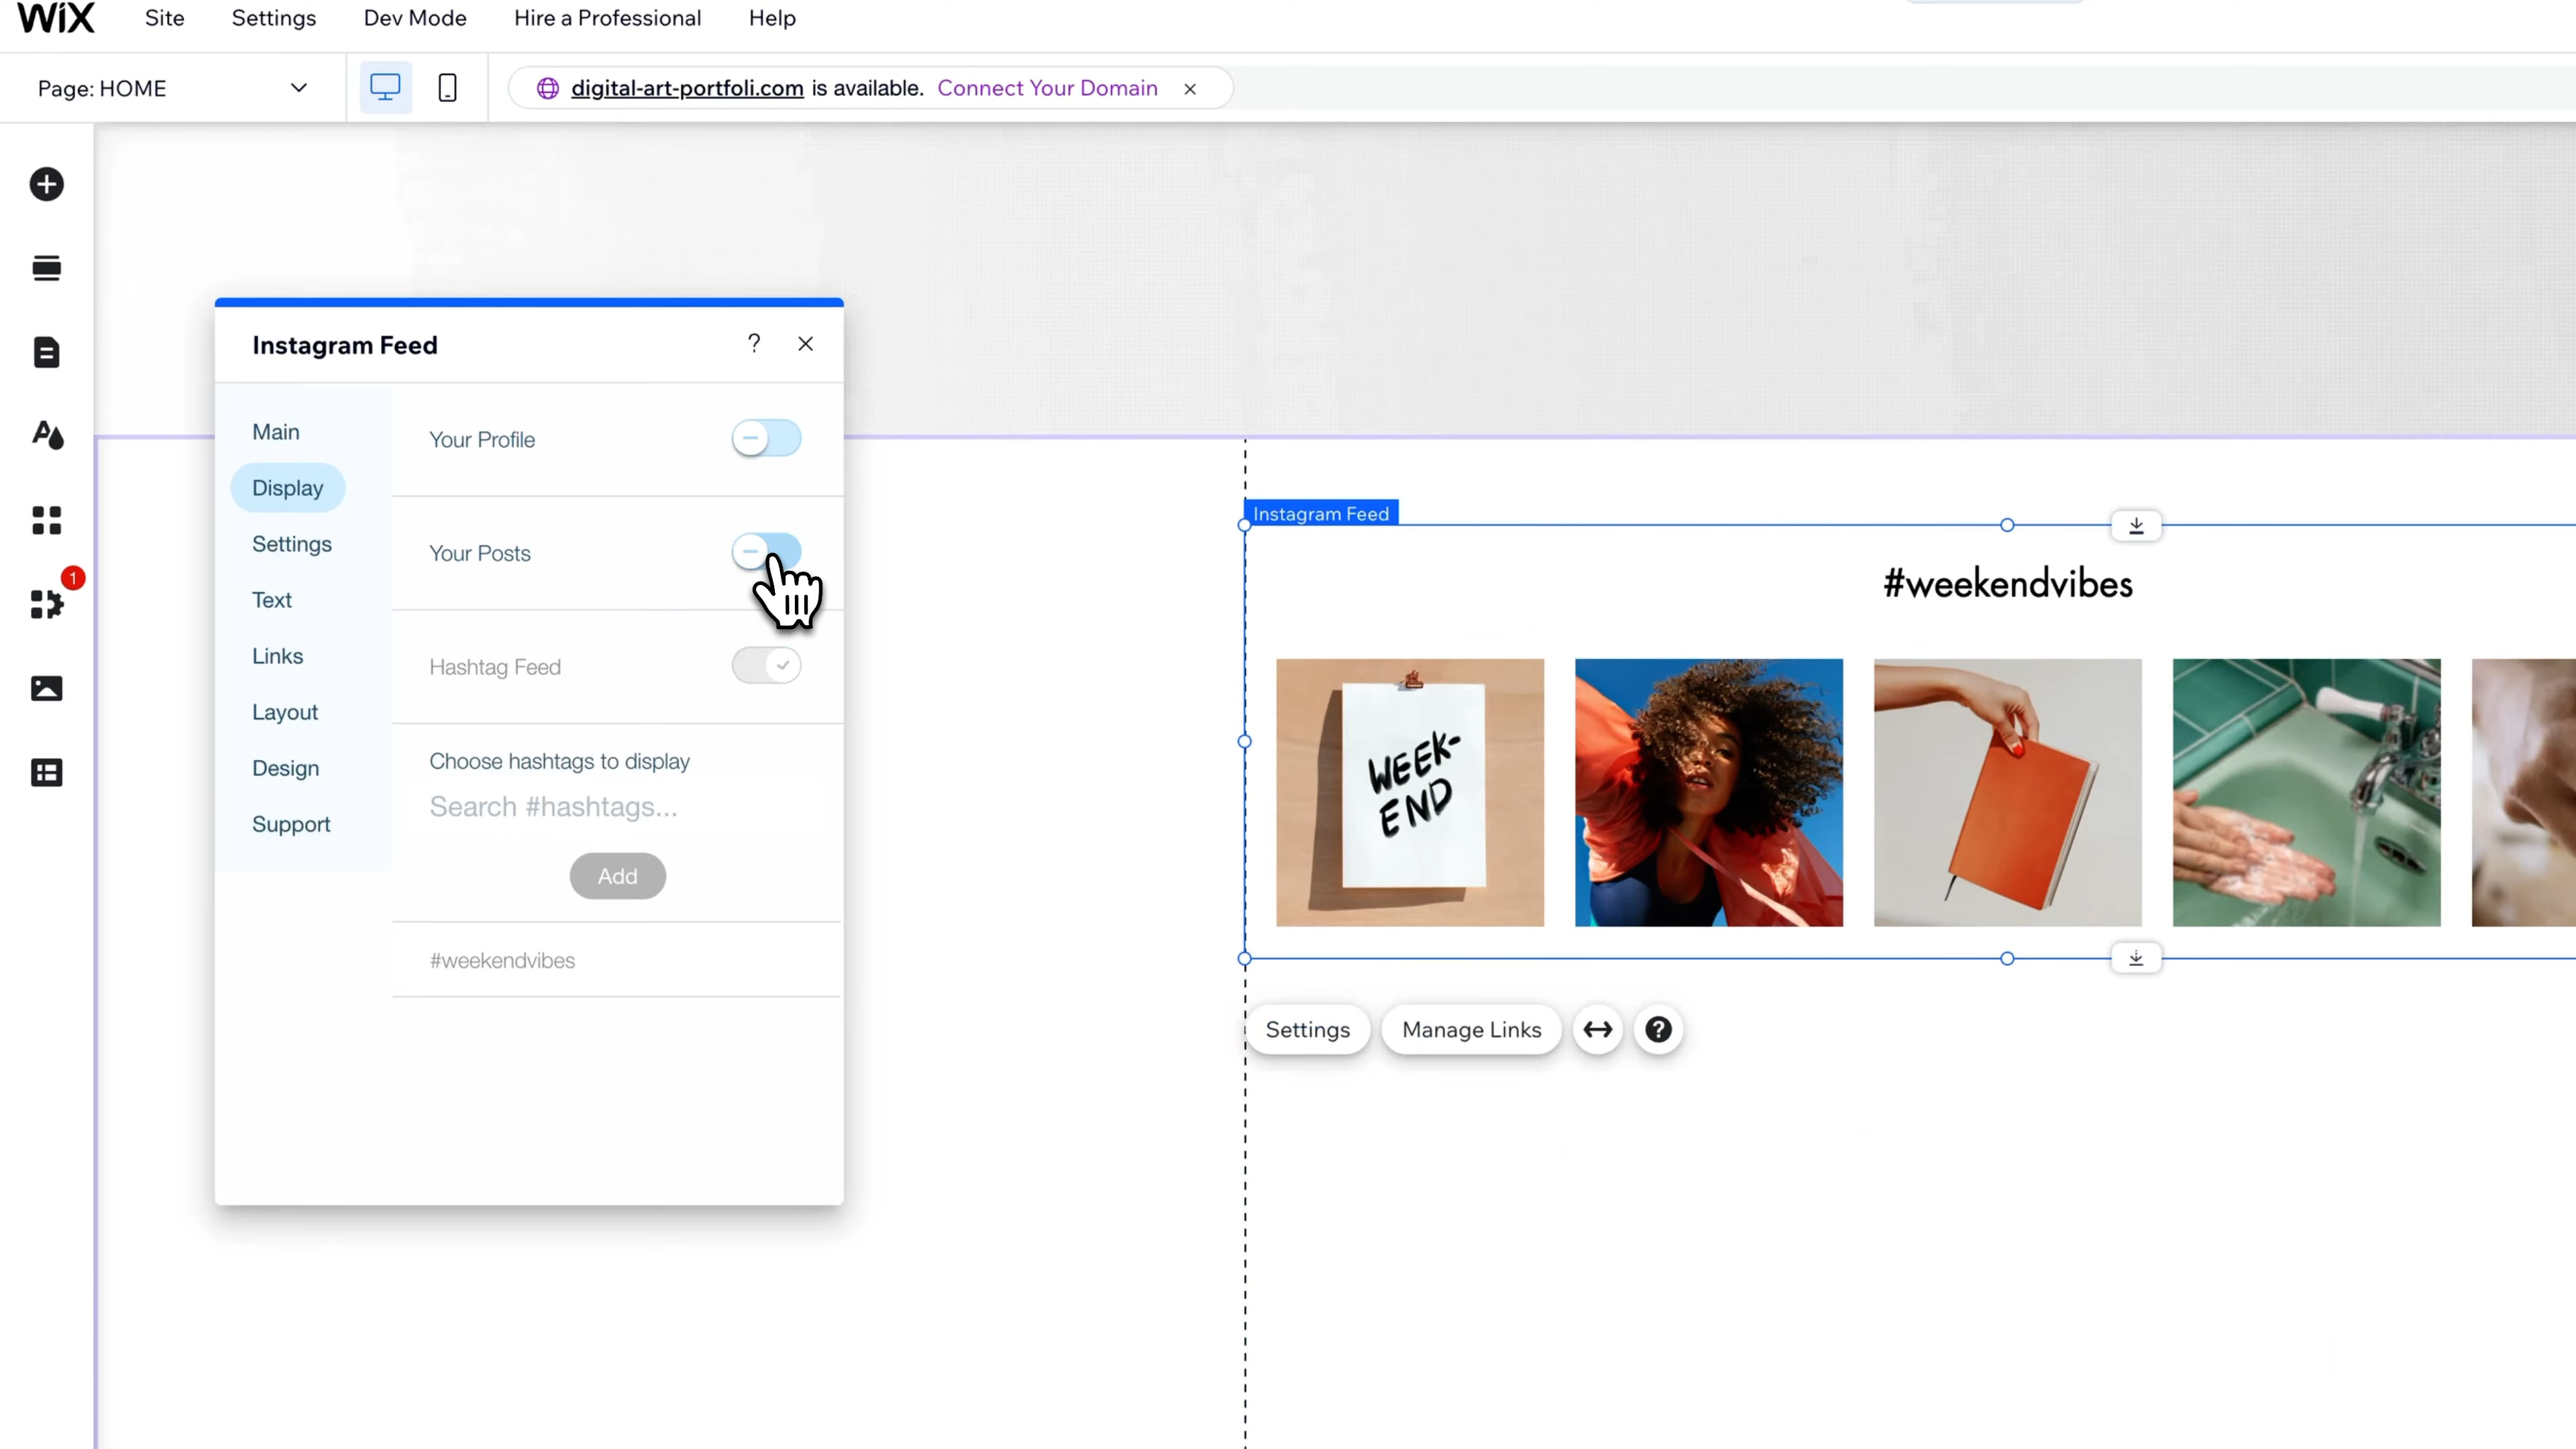 WiX
Site
Settings
Dev Mode
Hire a Professional
Help
Page: HOME
digital-art-portfoli.com is available. Connect Your Domain
1
Instagram Feed
?
Main
Display
Settings
Text
Links
Layout
Design
Support
Your Profile
Your Posts
Hashtag Feed
Choose hashtags to display
Search #hashtags...
Add
#weekendvibes
Instagram Feed
#weekendvibes
WEEK-
END
Settings
Manage Links
?